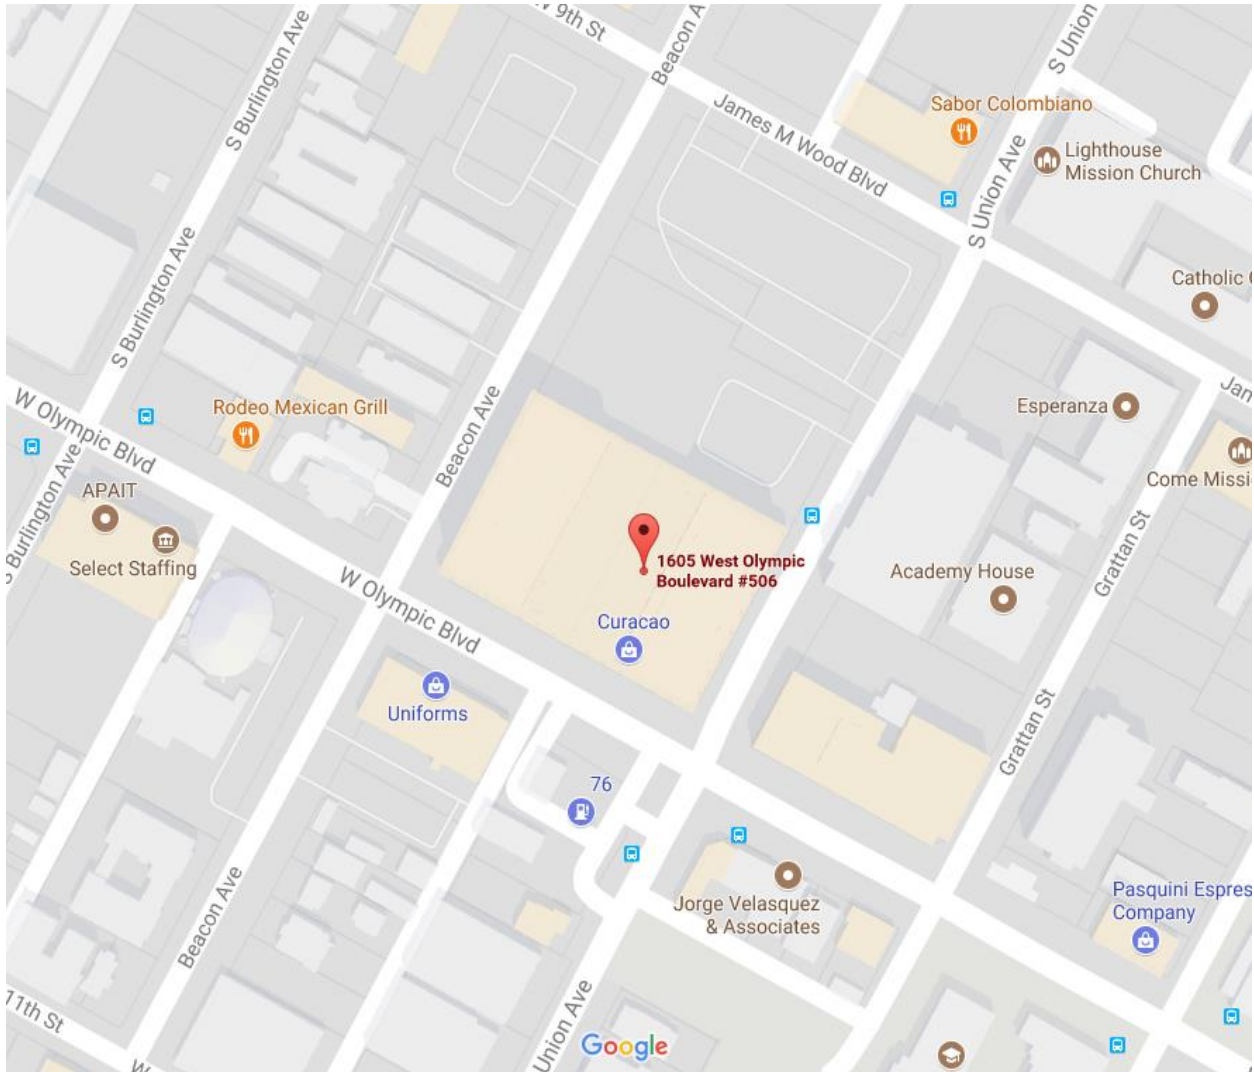 W 9th St
Beacon A
S Union
S Burlington Ave
James M Wood Blvd
Sabor Colombiano
Lighthouse
Mission Church
S Union Ave
S Burlington Ave
Catholic
Jan
W Olympic Blvd
Rodeo Mexican Grill
Beacon Ave
Esperanza
Come Missi
APAIT
Select Staffing
S Burlington Ave
1605 West Olympic
Boulevard #506
Academy House
Grattan St
W Olympic Blvd
Curacao
Uniforms
Grattan St
76
Jorge Velasquez
& Associates
Pasquini Espres
Company
Beacon Ave
11th St
W
Union Ave
Google